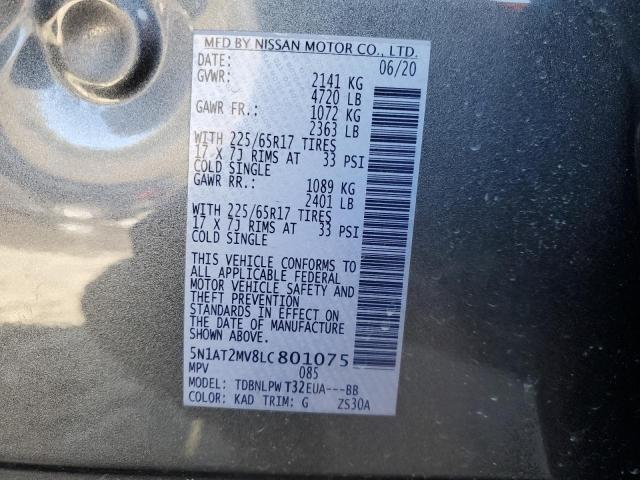 MFD BY NISSAN MOTOR CO., LTD.
DATE: 06/20
GVWR: 2141 KG
4720 LB
GAWR FR.: 1072 KG
2363 LB
WITH 225/65R17 TIRES
17 X 7J RIMS AT 33 PSI
COLD SINGLE
GAWR RR.: 1089 KG
2401 LB
WITH 225/65R17 TIRES
17 X 7J RIMS AT 33 PSI
COLD SINGLE
THIS VEHICLE CONFORMS TO
ALL APPLICABLE FEDERAL
MOTOR VEHICLE SAFETY AND
THEFT PREVENTION
STANDARDS IN EFFECT ON
THE DATE OF MANUFACTURE
SHOWN ABOVE.
5N1AT2MV8LC801075
MPV 085
MODEL: TDBNLPW T32EUA---BB
COLOR: KAD TRIM: G ZS30A